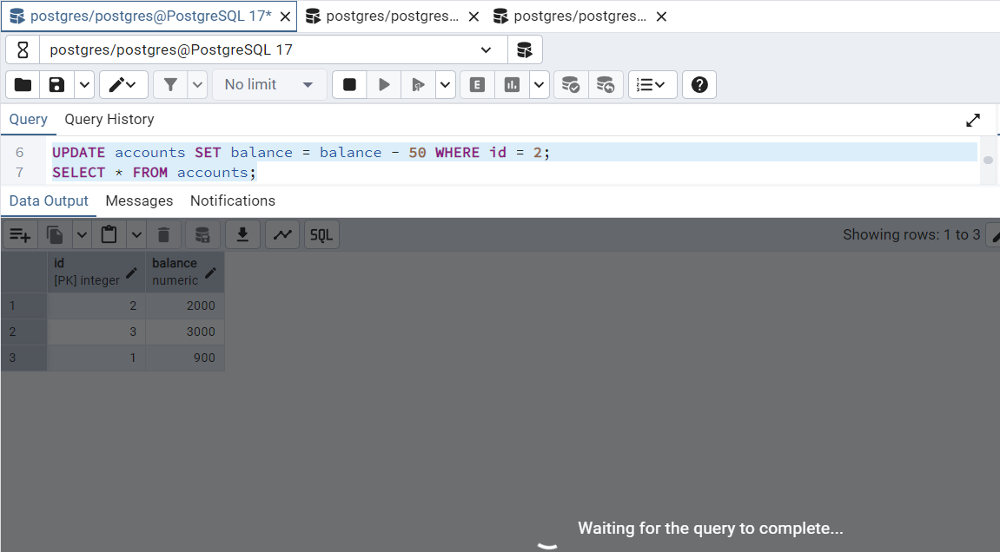 postgres/postgres@PostgreSQL 17* postgres/postgres... postgres/postgres...
postgres/postgres@PostgreSQL 17
No limit E
Query Query History
6 UPDATE accounts SET balance = balance - 50 WHERE id = 2;
7 SELECT * FROM accounts;
Data Output Messages Notifications
SQL Showing rows: 1 to 3
id balance
[PK] integer numeric
1 2 2000
2 3 3000
3 1 900
Waiting for the query to complete...